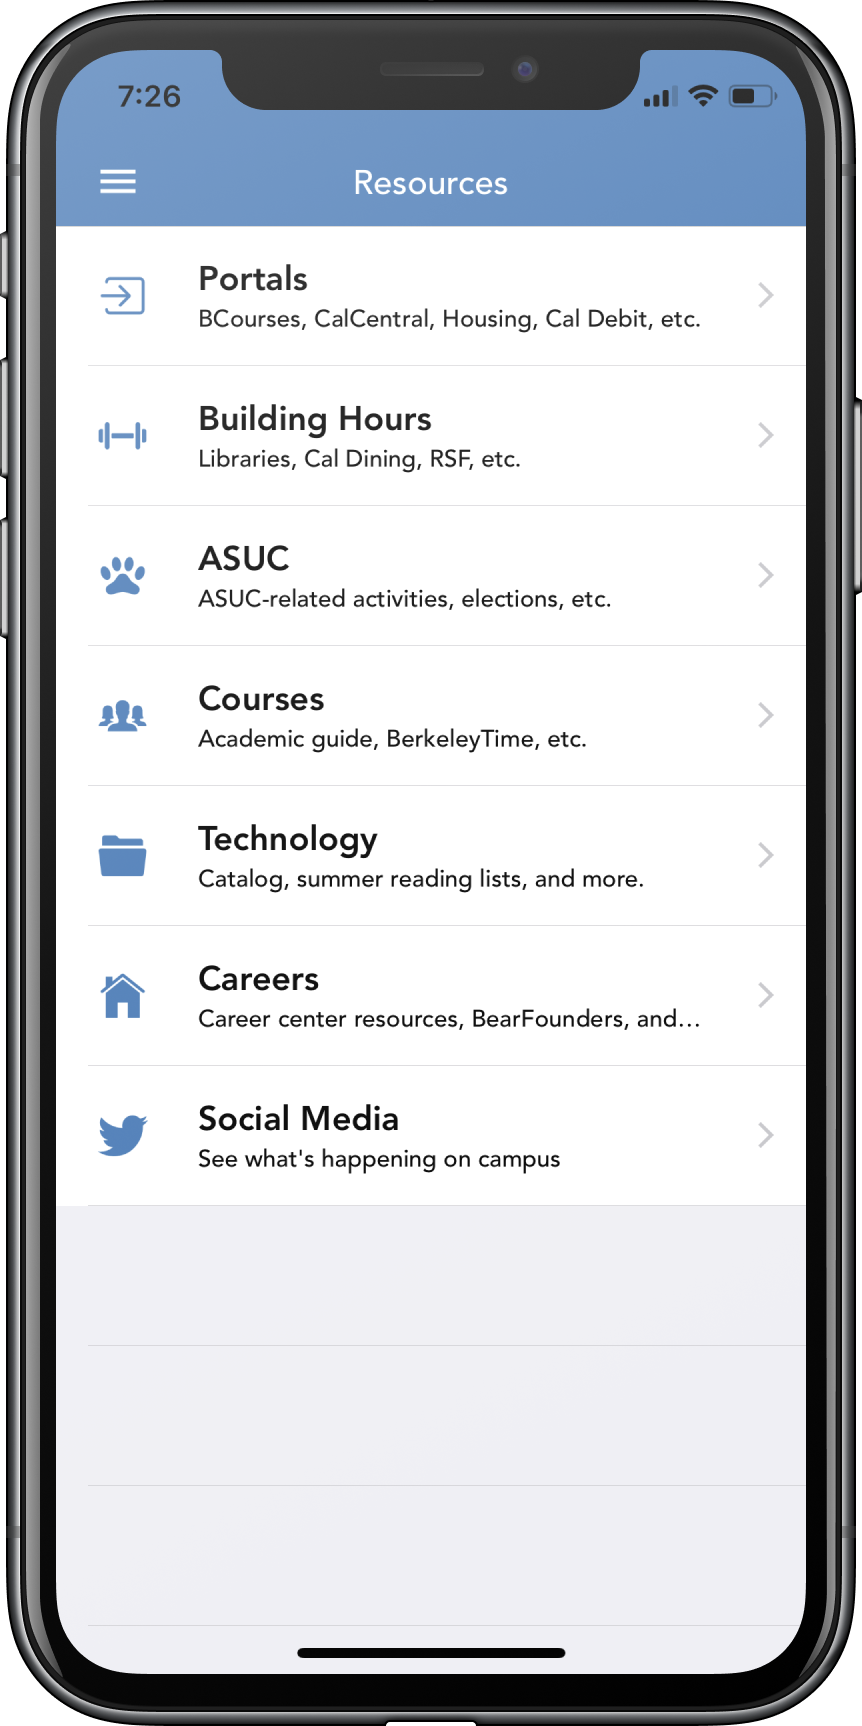 7:26
Resources
Portals
BCourses, CalCentral, Housing, Cal Debit, etc.
Building Hours
Libraries, Cal Dining, RSF, etc.
ASUC
ASUC-related activities, elections, etc.
Courses
Academic guide, BerkeleyTime, etc.
Technology
Catalog, summer reading lists, and more.
Careers
Career center resources, BearFounders, and...
Social Media
See what's happening on campus